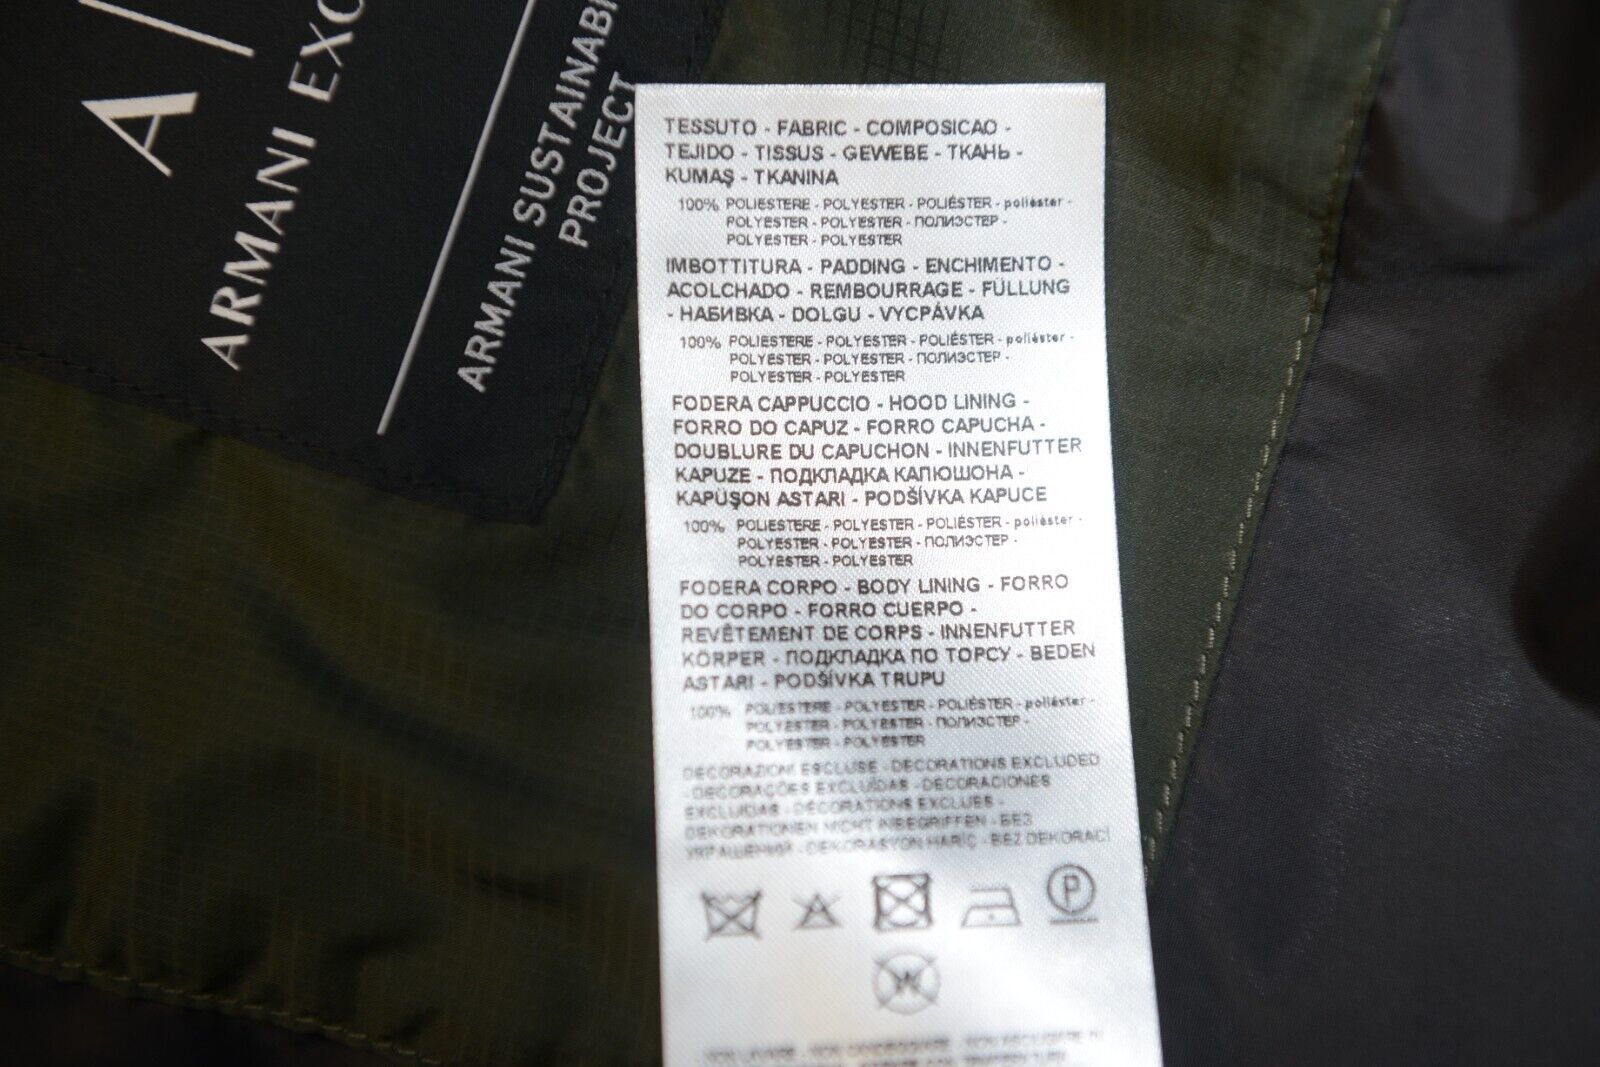 A|
ARMANI EXC
ARMANI SUSTAINABI
PROJECT
TESSUTO - FABRIC - COMPOSICAO -
TEJIDO - TISSUS - GEWEBE - ТКАНЬ -
KUMAŞ - TKANINA
100% POLIESTERE - POLYESTER - POLIÉSTER - poliéster -
POLYESTER - POLYESTER - ПОЛИЭСТЕР -
POLYESTER - POLYESTER
IMBOTTITURA - PADDING - ENCHIMENTO -
ACOLCHADO - REMBOURRAGE - FÜLLUNG
- НАБИВКА - DOLGU - VYCPÁVKA
100% POLIESTERE - POLYESTER - POLIÉSTER - poliéster -
POLYESTER - POLYESTER - ПОЛИЭСТЕР -
POLYESTER - POLYESTER
FODERA CAPPUCCIO - HOOD LINING -
FORRO DO CAPUZ - FORRO CAPUCHA -
DOUBLURE DU CAPUCHON - INNENFUTTER
KAPUZE - ПОДКЛАДКА КАПЮШОНА -
KAPÜŞON ASTARI - PODŠÍVKA KAPUCE
100% POLIESTERE - POLYESTER - POLIÉSTER - poliéster -
POLYESTER - POLYESTER - ПОЛИЭСТЕР -
POLYESTER - POLYESTER
FODERA CORPO - BODY LINING - FORRO
DO CORPO - FORRO CUERPO -
REVÊTEMENT DE CORPS - INNENFUTTER
KÖRPER - ПОДКЛАДКА ПО ТОРСУ - BEDEN
ASTARI - PODŠÍVKA TRUPU
100% POLIESTERE - POLYESTER - POLIÉSTER - poliéster -
POLYESTER - POLYESTER - ПОЛИЭСТЕР -
POLYESTER - POLYESTER
DECORAZIONI ESCLUSE - DECORATIONS EXCLUDED
- DECORAÇÕES EXCLUÍDAS - DECORACIONES
EXCLUIDAS - DÉCORATIONS EXCLUES -
DEKORATIONEN NICHT INBEGRIFFEN - БЕЗ
УКРАШЕНИЙ - DEKORASYON HARİÇ - BEZ DEKORACÍ
P
W